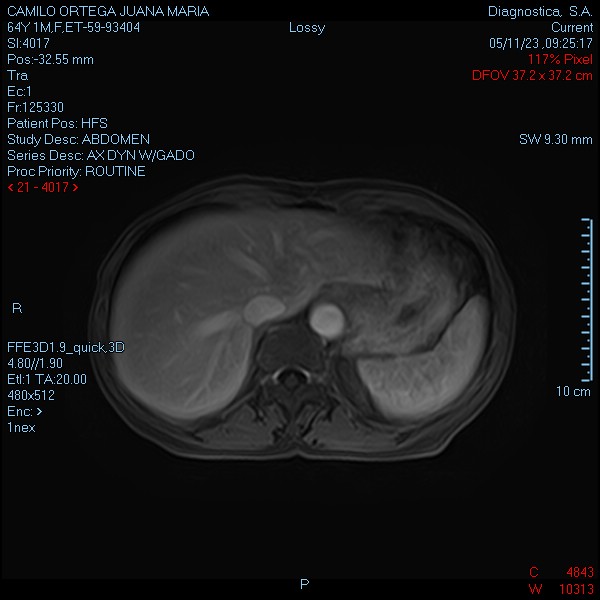 CAMILO ORTEGA JUANA MARIA
64Y 1M,F,ET-59-93404
SI:4017
Pos:-32.55 mm
Tra
Ec:1
Fr:125330
Patient Pos: HFS
Study Desc: ABDOMEN
Series Desc: AX DYN W/GADO
Proc Priority: ROUTINE
< 21 - 4017 >
Lossy
Diagnostica, S.A.
Current
05/11/23 ,09:25:17
117% Pixel
DFOV 37.2 x 37.2 cm
SW 9.30 mm
R
FFE3D1.9_quick,3D
4.80//1.90
Etl:1 TA:20.00
480x512
Enc: >
1nex
10 cm
P
C 4843
W 10313